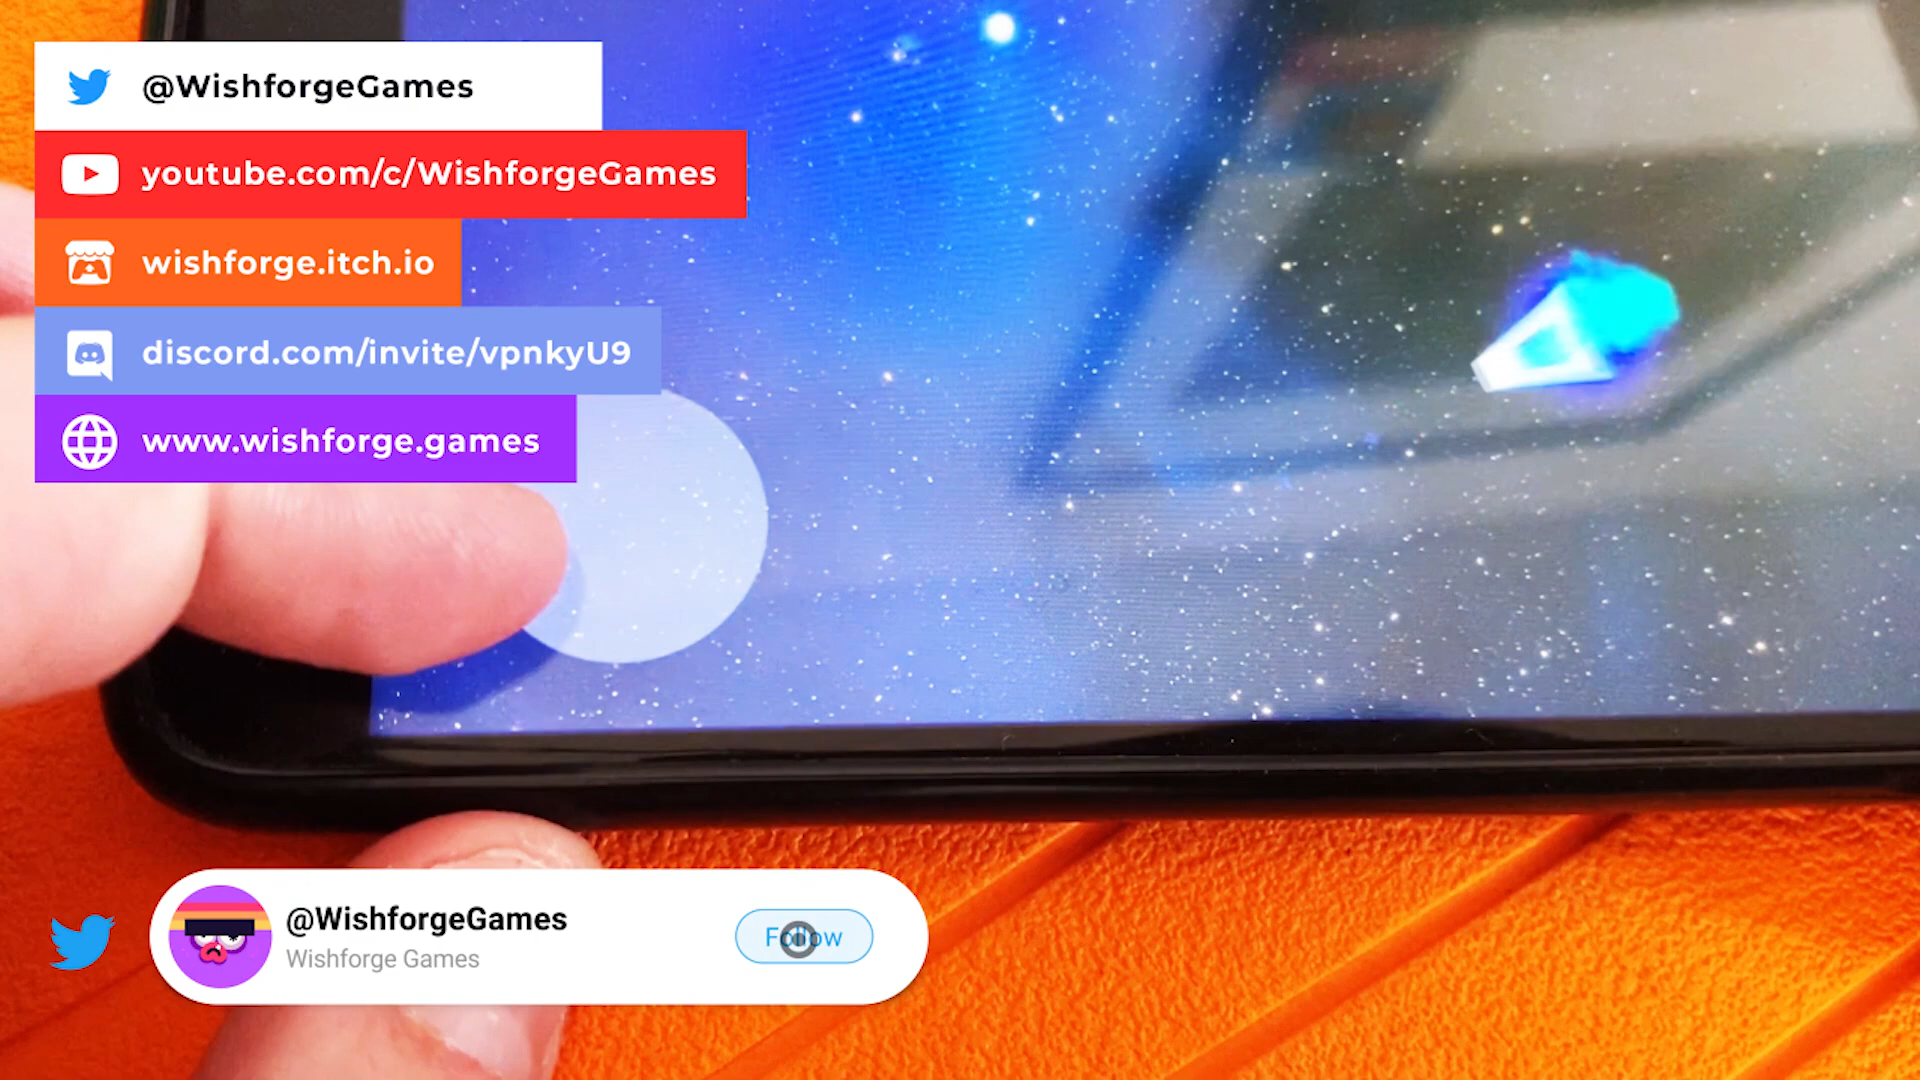 @WishforgeGames
youtube.com/c/WishforgeGames
wishforge.itch.io
discord.com/invite/vpnkyU9
www.wishforge.games
@WishforgeGames
Wishforge Games
Follow